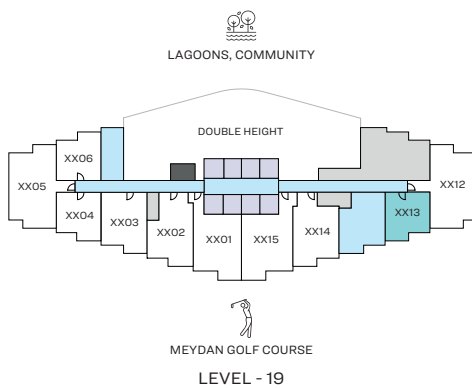 LAGOONS, COMMUNITY
DOUBLE HEIGHT
XX06
XX05
XX12
XX04
XX03
XX02
XX01
XX15
XX14
XX13
MEYDAN GOLF COURSE
LEVEL - 19